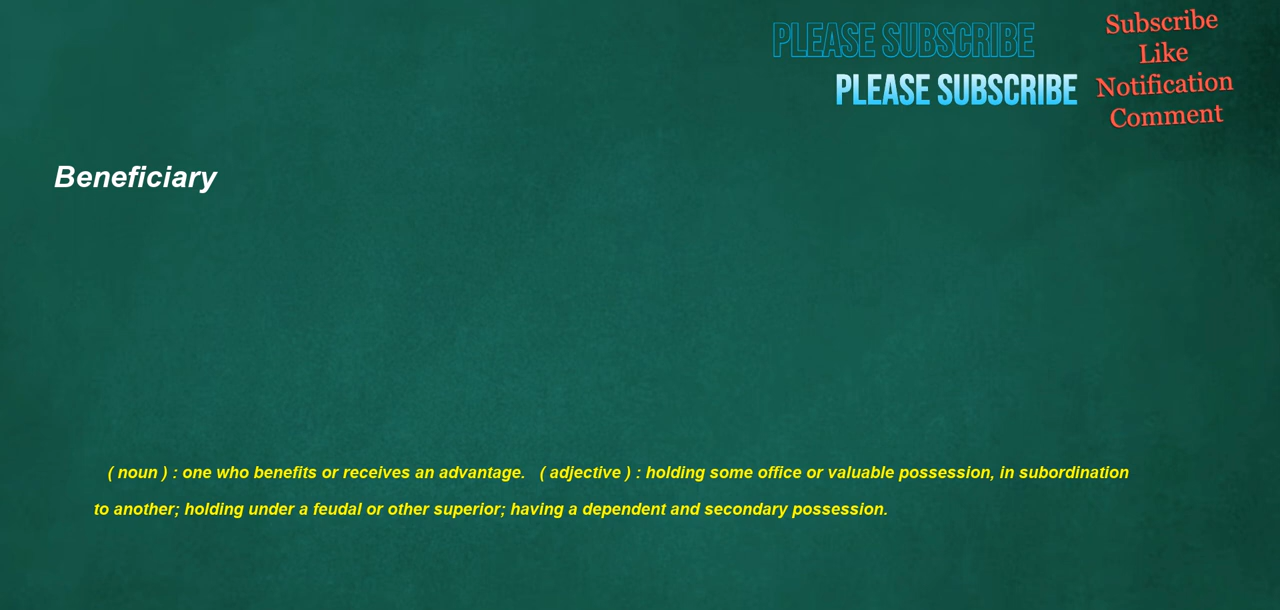 PLEASE SUBSCRIBE
PLEASE SUBSCRIBE
Subscribe
Like
Notification
Comment
Beneficiary
( noun ) : one who benefits or receives an advantage.   ( adjective ) : holding some office or valuable possession, in subordination
to another; holding under a feudal or other superior; having a dependent and secondary possession.